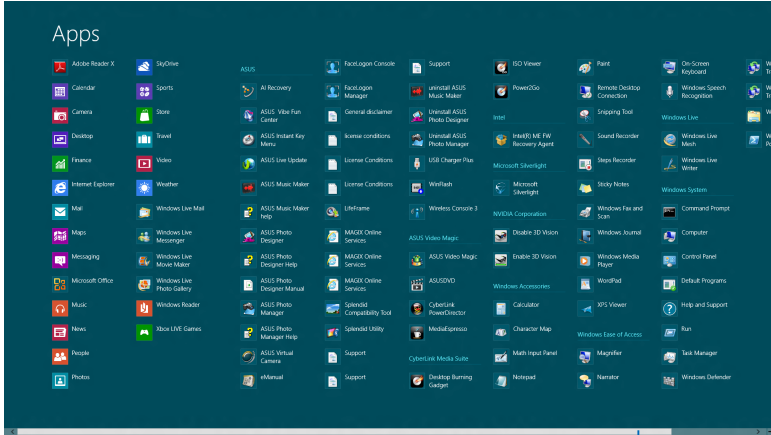 Apps
Adobe Reader X
Calendar
Camera
Desktop
Finance
Internet Explorer
Mail
Maps
Messaging
Microsoft Office
Music
News
People
Photos
SkyDrive
Sports
Store
Travel
Video
Weather
Windows Live Mail
Windows Live
Messenger
Windows Live
Movie Maker
Windows Live
Photo Gallery
Windows Reader
Xbox LIVE Games
ASUS
AI Recovery
ASUS Vibe Fun
Center
ASUS Instant Key
Menu
ASUS Live Update
ASUS Music Maker
ASUS Music Maker
help
ASUS Photo
Designer
ASUS Photo
Designer Help
ASUS Photo
Designer Manual
ASUS Photo
Manager
ASUS Photo
Manager Help
ASUS Virtual
Camera
eManual
FaceLogon Console
FaceLogon
Manager
General disclaimer
license conditions
License Conditions
License Conditions
LifeFrame
MAGIX Online
Services
MAGIX Online
Services
MAGIX Online
Services
Splendid
Compatibility Tool
Splendid Utility
Support
Support
Support
uninstall ASUS
Music Maker
Uninstall ASUS
Photo Designer
Uninstall ASUS
Photo Manager
USB Charger Plus
WinFlash
Wireless Console 3
ASUS Video Magic
ASUS Video Magic
ASUSDVD
CyberLink
PowerDirector
MediaEspresso
CyberLink Media Suite
Desktop Burning
Gadget
ISO Viewer
Power2Go
Intel
Intel(R) ME FW
Recovery Agent
Microsoft Silverlight
Microsoft
Silverlight
NVIDIA Corporation
Disable 3D Vision
Enable 3D Vision
Windows Accessories
Calculator
Character Map
Math Input Panel
Notepad
Paint
Remote Desktop
Connection
Snipping Tool
Sound Recorder
Steps Recorder
Sticky Notes
Windows Fax and
Scan
Windows Journal
Windows Media
Player
WordPad
XPS Viewer
Windows Ease of Access
Magnifier
Narrator
On-Screen
Keyboard
Windows Speech
Recognition
Windows Live
Windows Live
Mesh
Windows Live
Writer
Windows System
Command Prompt
Computer
Control Panel
Default Programs
Help and Support
Run
Task Manager
Windows Defender